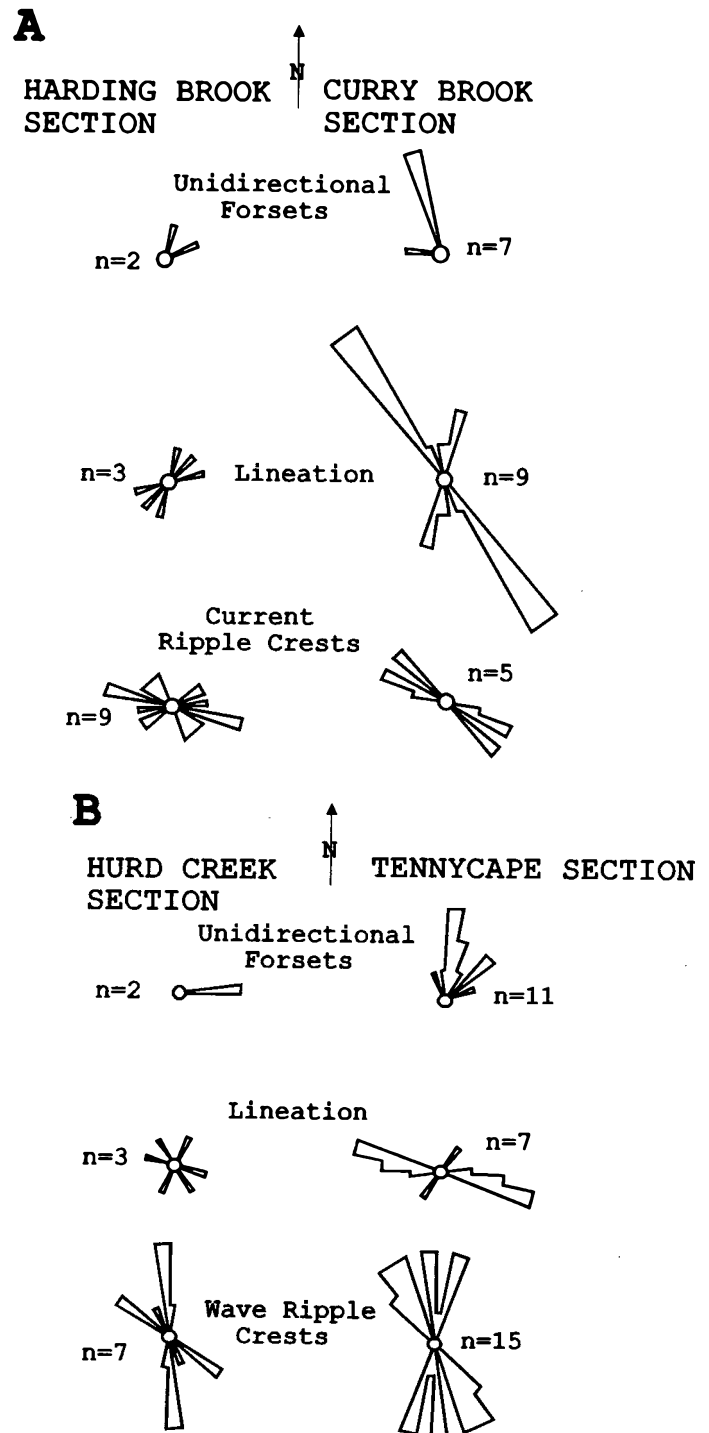 A
N
HARDING BROOK
SECTION
CURRY BROOK
SECTION
Unidirectional
Forsets
n=2
n=7
n=3
Lineation
n=9
Current
Ripple Crests
n=9
n=5
B
N
HURD CREEK
SECTION
TENNYCAPE SECTION
Unidirectional
Forsets
n=2
n=11
Lineation
n=3
n=7
Wave Ripple
Crests
n=7
n=15